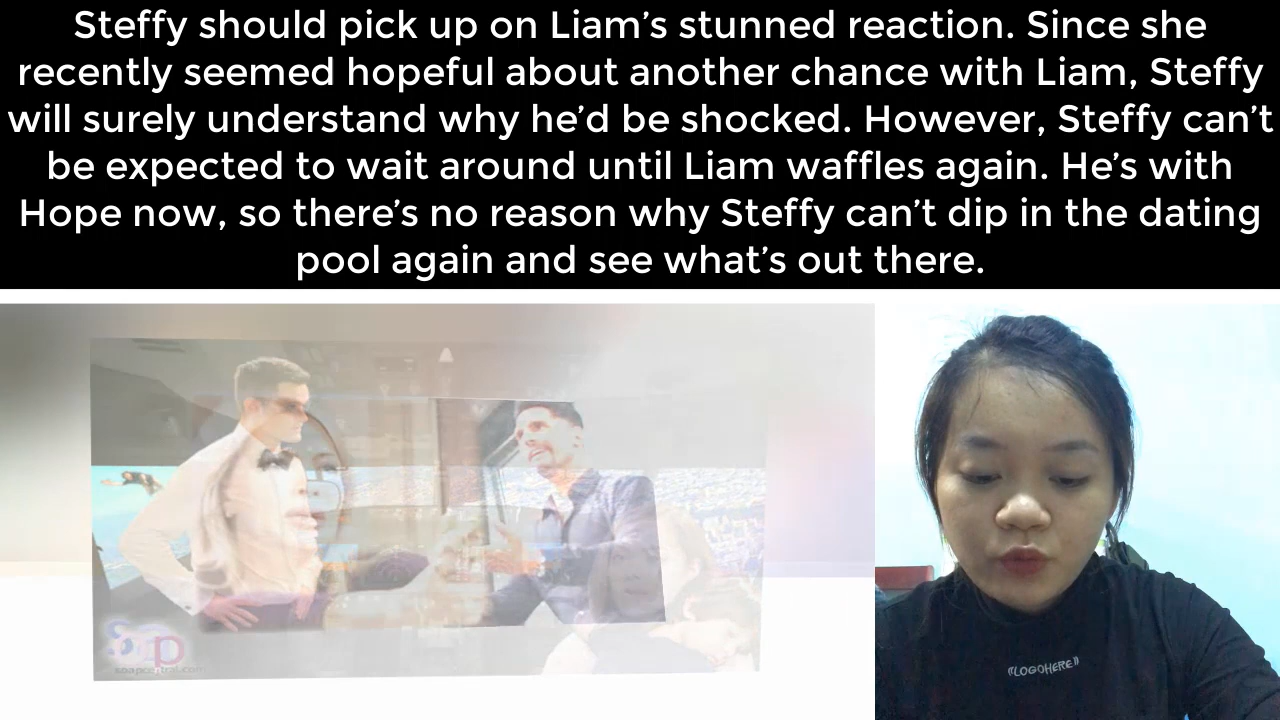 Steffy should pick up on Liam’s stunned reaction. Since she
recently seemed hopeful about another chance with Liam, Steffy
will surely understand why he’d be shocked. However, Steffy can’t
be expected to wait around until Liam waffles again. He’s with
Hope now, so there’s no reason why Steffy can’t dip in the dating
pool again and see what’s out there.
soapcentral.com
"LOGOHERE"